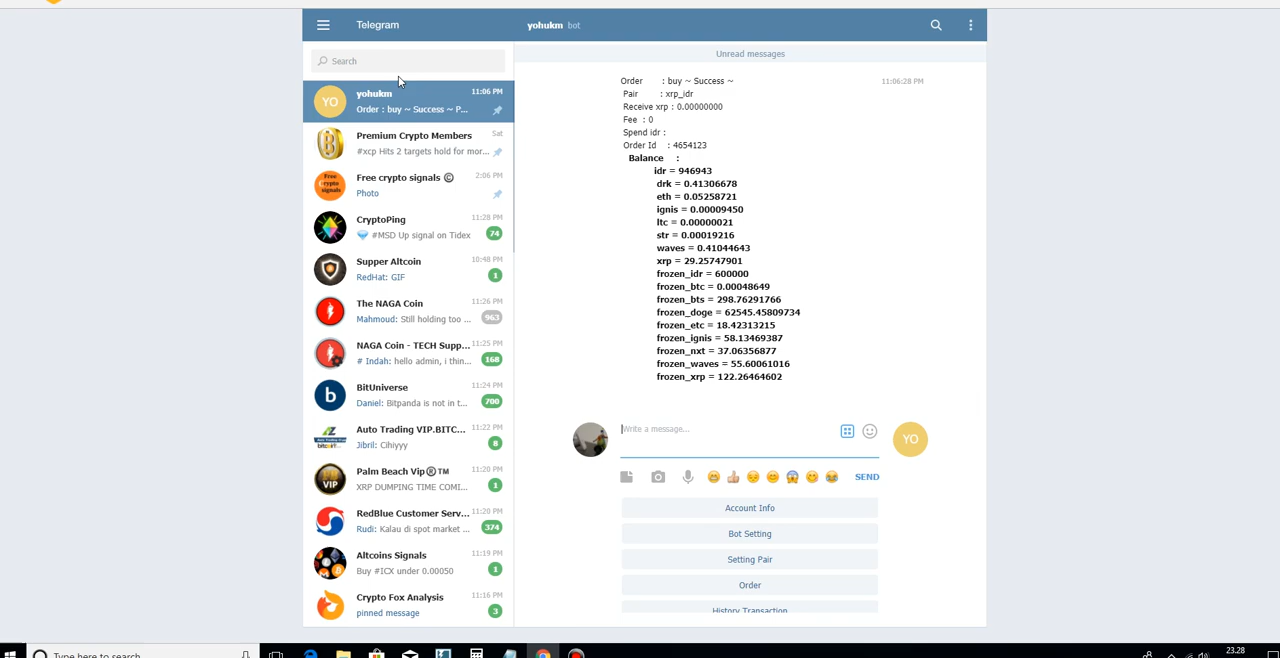 Telegram
yohukm bot
Search
Unread messages
yohukm 11:06 PM
Order : buy ~ Success ~ P...
Premium Crypto Members Sat
#xcp Hits 2 targets hold for mor...
Free crypto signals © 2:06 PM
Photo
CryptoPing 11:28 PM
💎 #MSD Up signal on Tidex 74
Supper Altcoin 10:48 PM
RedHat: GIF 1
The NAGA Coin 11:26 PM
Mahmoud: Still holding too ... 963
NAGA Coin - TECH Supp... 11:25 PM
# Indah: hello admin, i thin... 168
BitUniverse 11:24 PM
Daniel: Bitpanda is not in t... 700
Auto Trading VIP.BITC... 11:22 PM
Jibril: Cihiyyy 8
Palm Beach Vip®™ 11:20 PM
XRP DUMPING TIME COMI... 1
RedBlue Customer Serv... 11:20 PM
Rudi: Kalau di spot market ... 374
Altcoins Signals 11:19 PM
Buy #ICX under 0.00050 1
Crypto Fox Analysis 11:16 PM
pinned message 3
Order : buy ~ Success ~ 11:06:28 PM
Pair : xrp_idr
Receive xrp : 0.00000000
Fee : 0
Spend idr :
Order Id : 4654123
Balance :
idr = 946943
drk = 0.41306678
eth = 0.05258721
ignis = 0.00009450
ltc = 0.00000021
str = 0.00019216
waves = 0.41044643
xrp = 29.25747901
frozen_idr = 600000
frozen_btc = 0.00048649
frozen_bts = 298.76291766
frozen_doge = 62545.45809734
frozen_etc = 18.42313215
frozen_ignis = 58.13469387
frozen_nxt = 37.06356877
frozen_waves = 55.60061016
frozen_xrp = 122.26464602
Write a message...
YO
SEND
Account Info
Bot Setting
Setting Pair
Order
History Transaction
Type here to search
23.28